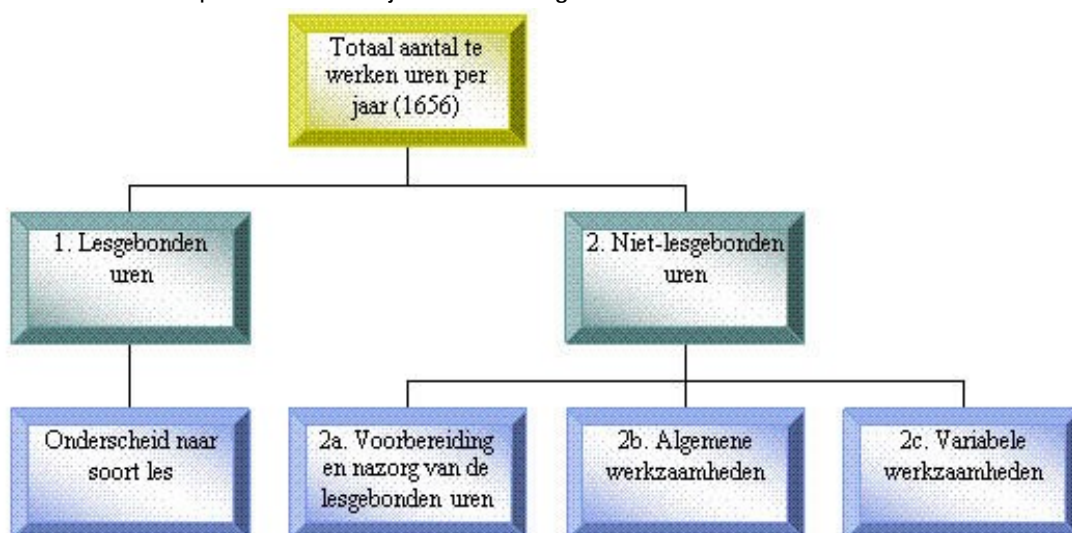 Totaal aantal te
werken uren per
jaar (1656)
1. Lesgebonden
uren
2. Niet-lesgebonden
uren
Onderscheid naar
soort les
2a. Voorbereiding
en nazorg van de
lesgebonden uren
2b. Algemene
werkzaamheden
2c. Variabele
werkzaamheden